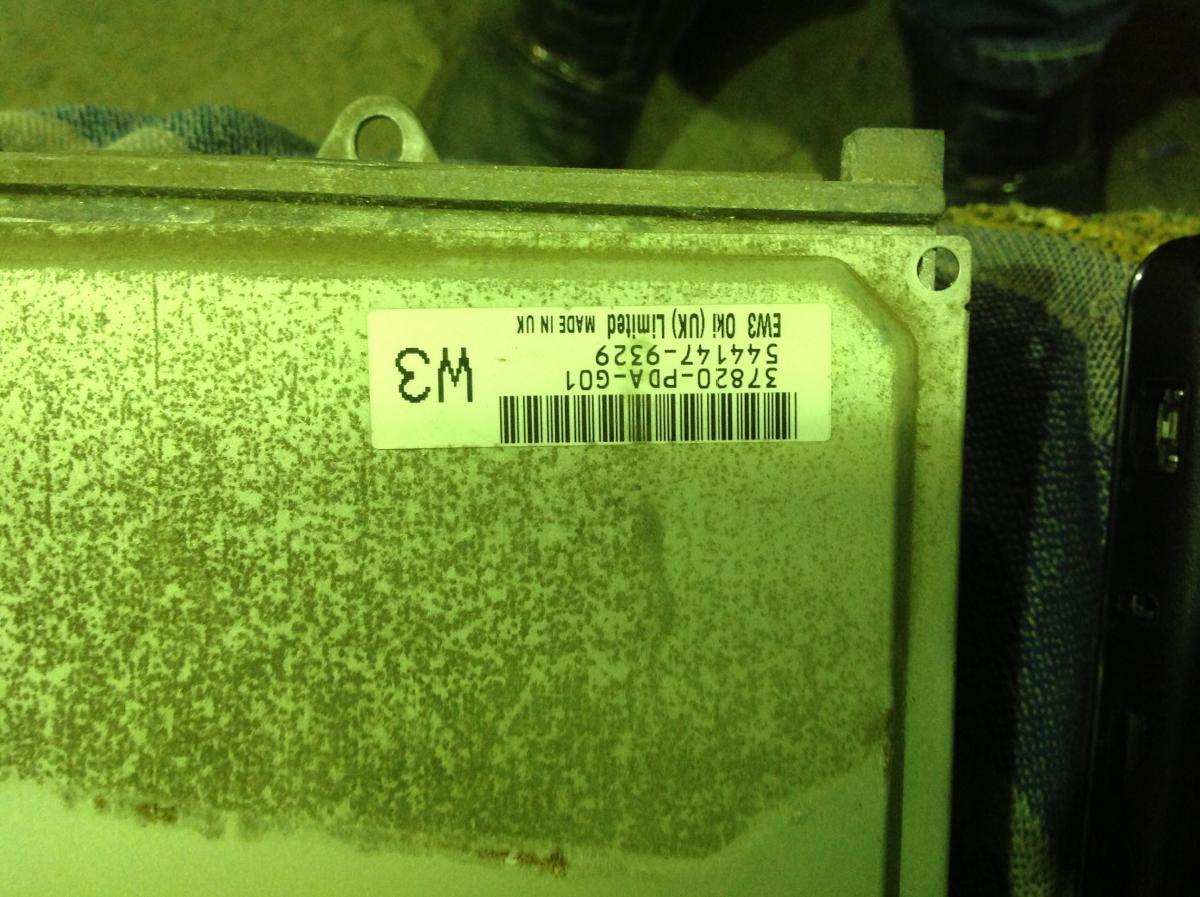 37820-PDA-G01
544147-9329
EW3 Oki (UK) Limited MADE IN UK
W3